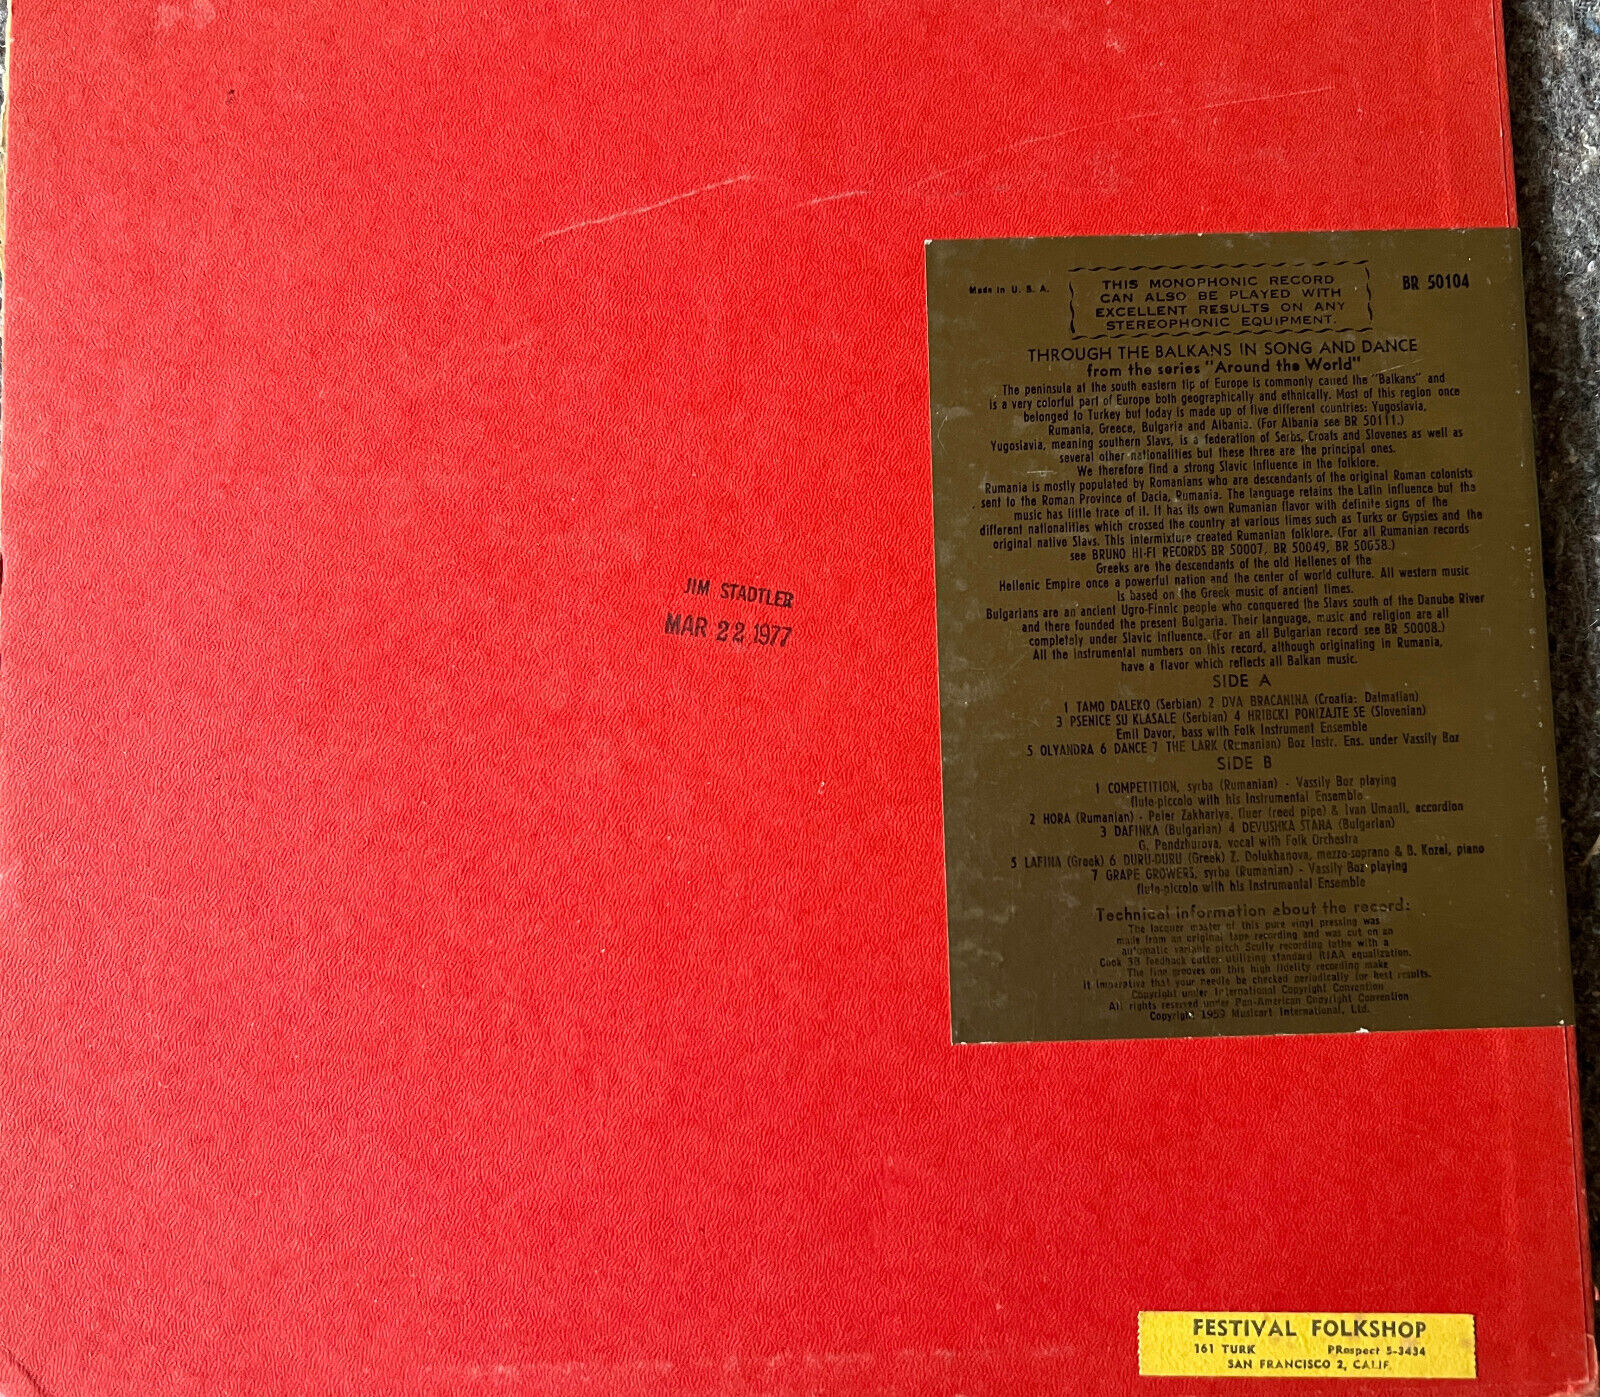 Made in U. S. A.
THIS MONOPHONIC RECORD
CAN ALSO BE PLAYED WITH
EXCELLENT RESULTS ON ANY
STEREOPHONIC EQUIPMENT.
BR 50104
THROUGH THE BALKANS IN SONG AND DANCE
from the series "Around the World"
The peninsula at the south eastern tip of Europe is commonly called the "Balkans" and
is a very colorful part of Europe both geographically and ethnically. Most of this region once
belonged to Turkey but today is made up of five different countries: Yugoslavia,
Rumania, Greece, Bulgaria and Albania. (For Albania see BR 50111.)
Yugoslavia, meaning southern Slavs, is a federation of Serbs, Croats and Slovenes as well as
several other nationalities but these three are the principal ones.
We therefore find a strong Slavic influence in the folklore.
Rumania is mostly populated by Romanians who are descendants of the original Roman colonists
sent to the Roman Province of Dacia, Rumania. The language retains the Latin influence but the
music has little trace of it. It has its own Rumanian flavor with definite signs of the
different nationalities which crossed the country at various times such as Turks or Gypsies and the
original native Slavs. This intermixture created Rumanian folklore. (For all Rumanian records
see BRUNO HI-FI RECORDS BR 50007, BR 50049, BR 50058.)
Greeks are the descendants of the old Hellenes of the
Hellenic Empire once a powerful nation and the center of world culture. All western music
is based on the Greek music of ancient times.
Bulgarians are an ancient Ugro-Finnic people who conquered the Slavs south of the Danube River
and there founded the present Bulgaria. Their language, music and religion are all
completely under Slavic influence. (For an all Bulgarian record see BR 50008.)
All the instrumental numbers on this record, although originating in Rumania,
have a flavor which reflects all Balkan music.
SIDE A
1 TAMO DALEKO (Serbian) 2 DVA BRACANINA (Croatia: Dalmatian)
3 PSENICE SU KLASALE (Serbian) 4 HRIBCKI PONIZAJTE SE (Slovenian)
Emil Davor, bass with Folk Instrument Ensemble
5 OLYANDRA 6 DANCE 7 THE LARK (Rumanian) Boz Instr. Ens. under Vassily Boz
SIDE B
1 COMPETITION, syrba (Rumanian) - Vassily Boz playing
flute-piccolo with his Instrumental Ensemble
2 HORA (Rumanian) - Peter Zakhariya, fluer (reed pipe) & Ivan Umanli, accordion
3 DAFINKA (Bulgarian) 4 DEVUSHKA STANA (Bulgarian)
G. Pendzhurova, vocal with Folk Orchestra
5 LAFINA (Greek) 6 DURU-DURU (Greek) Z. Dolukhanova, mezzo-soprano & B. Kozel, piano
7 GRAPE GROWERS, syrba (Rumanian) - Vassily Boz playing
flute-piccolo with his Instrumental Ensemble
Technical information about the record:
The lacquer master of this pure vinyl pressing was
made from an original tape recording and was cut on an
automatic variable pitch Scully recording lathe with a
Cook 3B feedback cutter utilizing standard RIAA equalization.
The fine grooves on this high fidelity recording make
it imperative that your needle be checked periodically for best results.
Copyright under International Copyright Convention
All rights reserved under Pan-American Copyright Convention
Copyright 1959 Musicart International, Ltd.
JIM STADTLER
MAR 22 1977
FESTIVAL FOLKSHOP
161 TURK PRospect 5-3434
SAN FRANCISCO 2, CALIF.